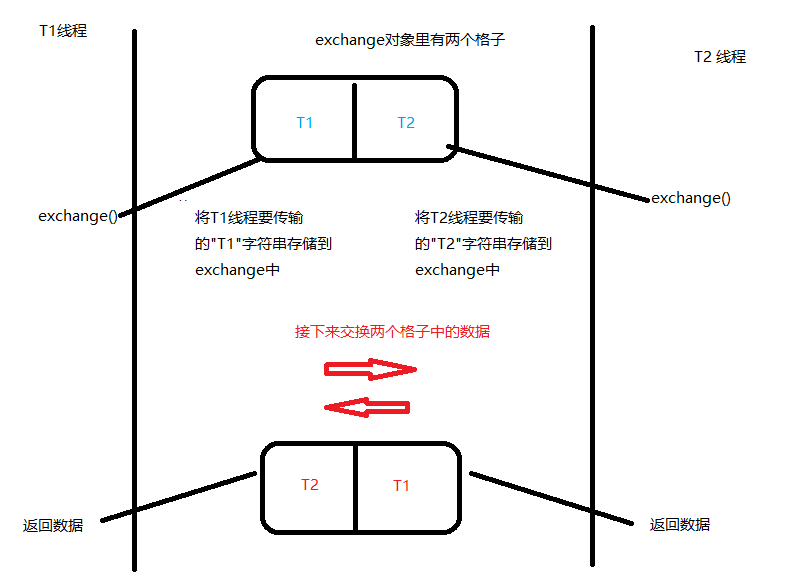 T1线程
exchange对象里有两个格子
T2 线程
T1
T2
exchange()
exchange()
将T1线程要传输
的"T1"字符串存储到
exchange中
将T2线程要传输
的"T2"字符串存储到
exchange中
接下来交换两个格子中的数据
T2
T1
返回数据
返回数据